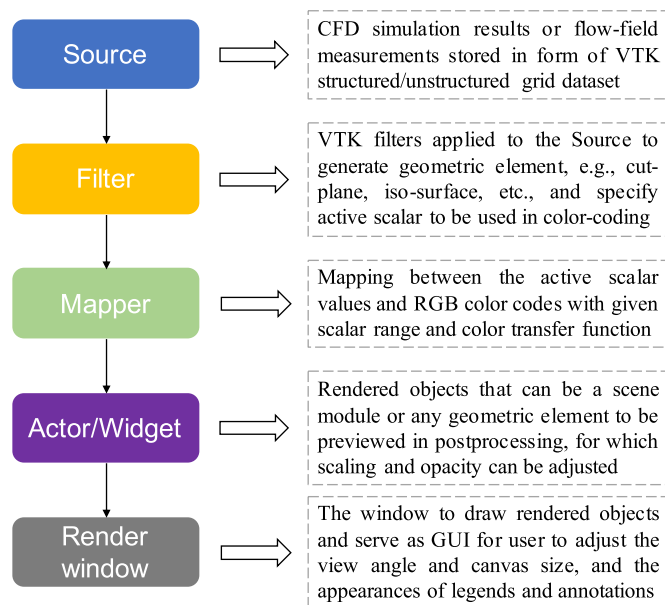 Source
CFD simulation results or flow-field
measurements stored in form of VTK
structured/unstructured grid dataset
Filter
VTK filters applied to the Source to
generate geometric element, e.g., cut-
plane, iso-surface, etc., and specify
active scalar to be used in color-coding
Mapper
Mapping between the active scalar
values and RGB color codes with given
scalar range and color transfer function
Actor/Widget
Rendered objects that can be a scene
module or any geometric element to be
previewed in postprocessing, for which
scaling and opacity can be adjusted
Render
window
The window to draw rendered objects
and serve as GUI for user to adjust the
view angle and canvas size, and the
appearances of legends and annotations